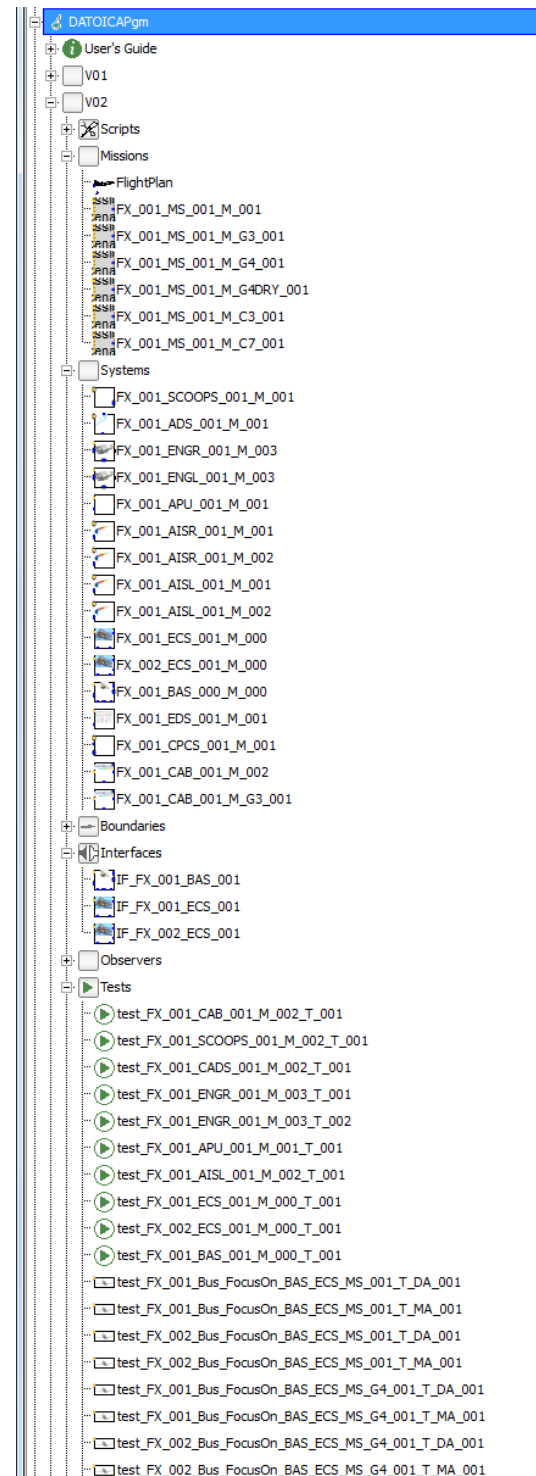 DATOICAPgm
User's Guide
V01
V02
Scripts
Missions
FlightPlan
FX_001_MS_001_M_001
FX_001_MS_001_M_G3_001
FX_001_MS_001_M_G4_001
FX_001_MS_001_M_G4DRY_001
FX_001_MS_001_M_C3_001
FX_001_MS_001_M_C7_001
Systems
FX_001_SCOOPS_001_M_001
FX_001_ADS_001_M_001
FX_001_ENGR_001_M_003
FX_001_ENGL_001_M_003
FX_001_APU_001_M_001
FX_001_AISR_001_M_001
FX_001_AISR_001_M_002
FX_001_AISL_001_M_001
FX_001_AISL_001_M_002
FX_001_ECS_001_M_000
FX_002_ECS_001_M_000
FX_001_BAS_000_M_000
FX_001_EDS_001_M_001
FX_001_CPCS_001_M_001
FX_001_CAB_001_M_002
FX_001_CAB_001_M_G3_001
Boundaries
Interfaces
IF_FX_001_BAS_001
IF_FX_001_ECS_001
IF_FX_002_ECS_001
Observers
Tests
test_FX_001_CAB_001_M_002_T_001
test_FX_001_SCOOPS_001_M_002_T_001
test_FX_001_CADS_001_M_002_T_001
test_FX_001_ENGR_001_M_003_T_001
test_FX_001_ENGR_001_M_003_T_002
test_FX_001_APU_001_M_001_T_001
test_FX_001_AISL_001_M_002_T_001
test_FX_001_ECS_001_M_000_T_001
test_FX_002_ECS_001_M_000_T_001
test_FX_001_BAS_001_M_000_T_001
test_FX_001_Bus_FocusOn_BAS_ECS_MS_001_T_DA_001
test_FX_001_Bus_FocusOn_BAS_ECS_MS_001_T_MA_001
test_FX_002_Bus_FocusOn_BAS_ECS_MS_001_T_DA_001
test_FX_002_Bus_FocusOn_BAS_ECS_MS_001_T_MA_001
test_FX_001_Bus_FocusOn_BAS_ECS_MS_G4_001_T_DA_001
test_FX_001_Bus_FocusOn_BAS_ECS_MS_G4_001_T_MA_001
test_FX_002_Bus_FocusOn_BAS_ECS_MS_G4_001_T_DA_001
test_FX_002_Bus_FocusOn_BAS_ECS_MS_G4_001_T_MA_001